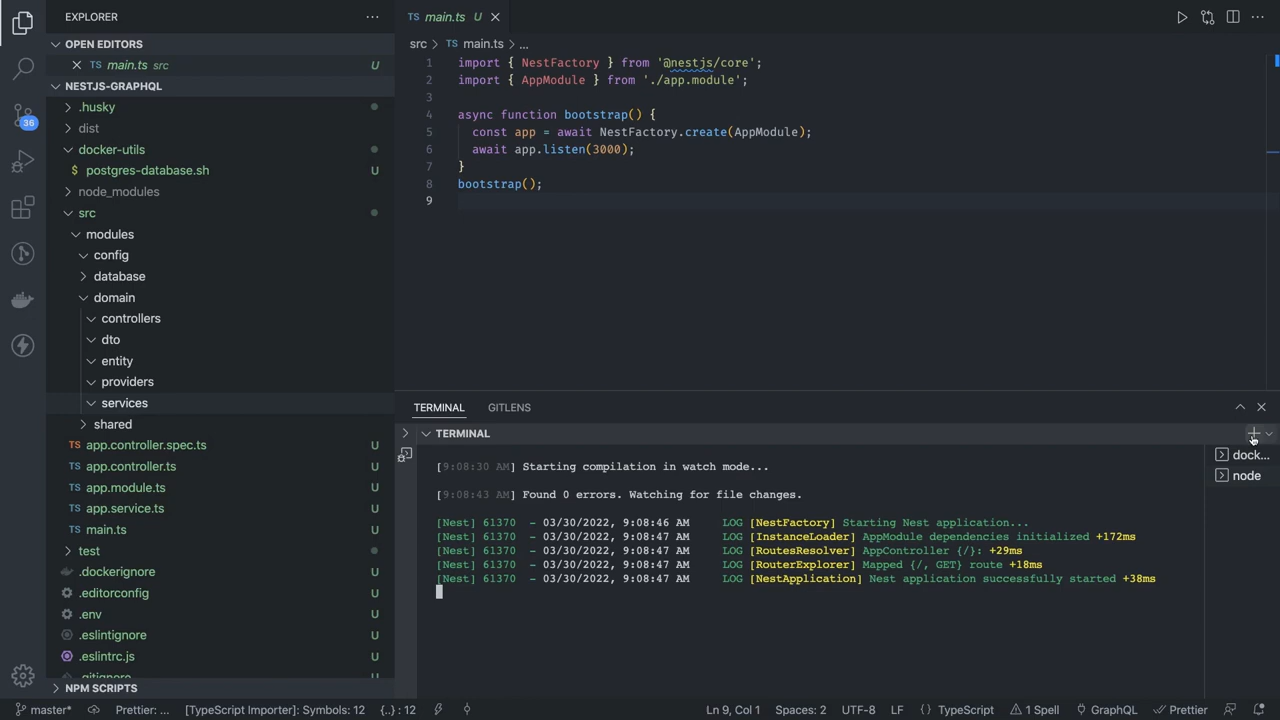 EXPLORER
OPEN EDITORS
main.ts src U
NESTJS-GRAPHQL
.husky
dist
docker-utils
$ postgres-database.sh U
node_modules
src
modules
config
database
domain
controllers
dto
entity
providers
services
shared
TS app.controller.spec.ts U
TS app.controller.ts U
TS app.module.ts U
TS app.service.ts U
TS main.ts U
test
.dockerignore U
.editorconfig U
.env U
.eslintignore U
.eslintrc.js U
.gitignore U
NPM SCRIPTS
36
TS main.ts U
src > TS main.ts > ...
1 import { NestFactory } from '@nestjs/core';
2 import { AppModule } from './app.module';
3
4 async function bootstrap() {
5 const app = await NestFactory.create(AppModule);
6 await app.listen(3000);
7 }
8 bootstrap();
9
TERMINAL GITLENS
TERMINAL
[9:08:30 AM] Starting compilation in watch mode...
[9:08:43 AM] Found 0 errors. Watching for file changes.
[Nest] 61370 - 03/30/2022, 9:08:46 AM LOG [NestFactory] Starting Nest application...
[Nest] 61370 - 03/30/2022, 9:08:47 AM LOG [InstanceLoader] AppModule dependencies initialized +172ms
[Nest] 61370 - 03/30/2022, 9:08:47 AM LOG [RoutesResolver] AppController {/}: +29ms
[Nest] 61370 - 03/30/2022, 9:08:47 AM LOG [RouterExplorer] Mapped {/, GET} route +18ms
[Nest] 61370 - 03/30/2022, 9:08:47 AM LOG [NestApplication] Nest application successfully started +38ms
dock...
node
master* Prettier: ... [TypeScript Importer]: Symbols: 12 {..} : 12 Ln 9, Col 1 Spaces: 2 UTF-8 LF { } TypeScript 1 Spell GraphQL Prettier